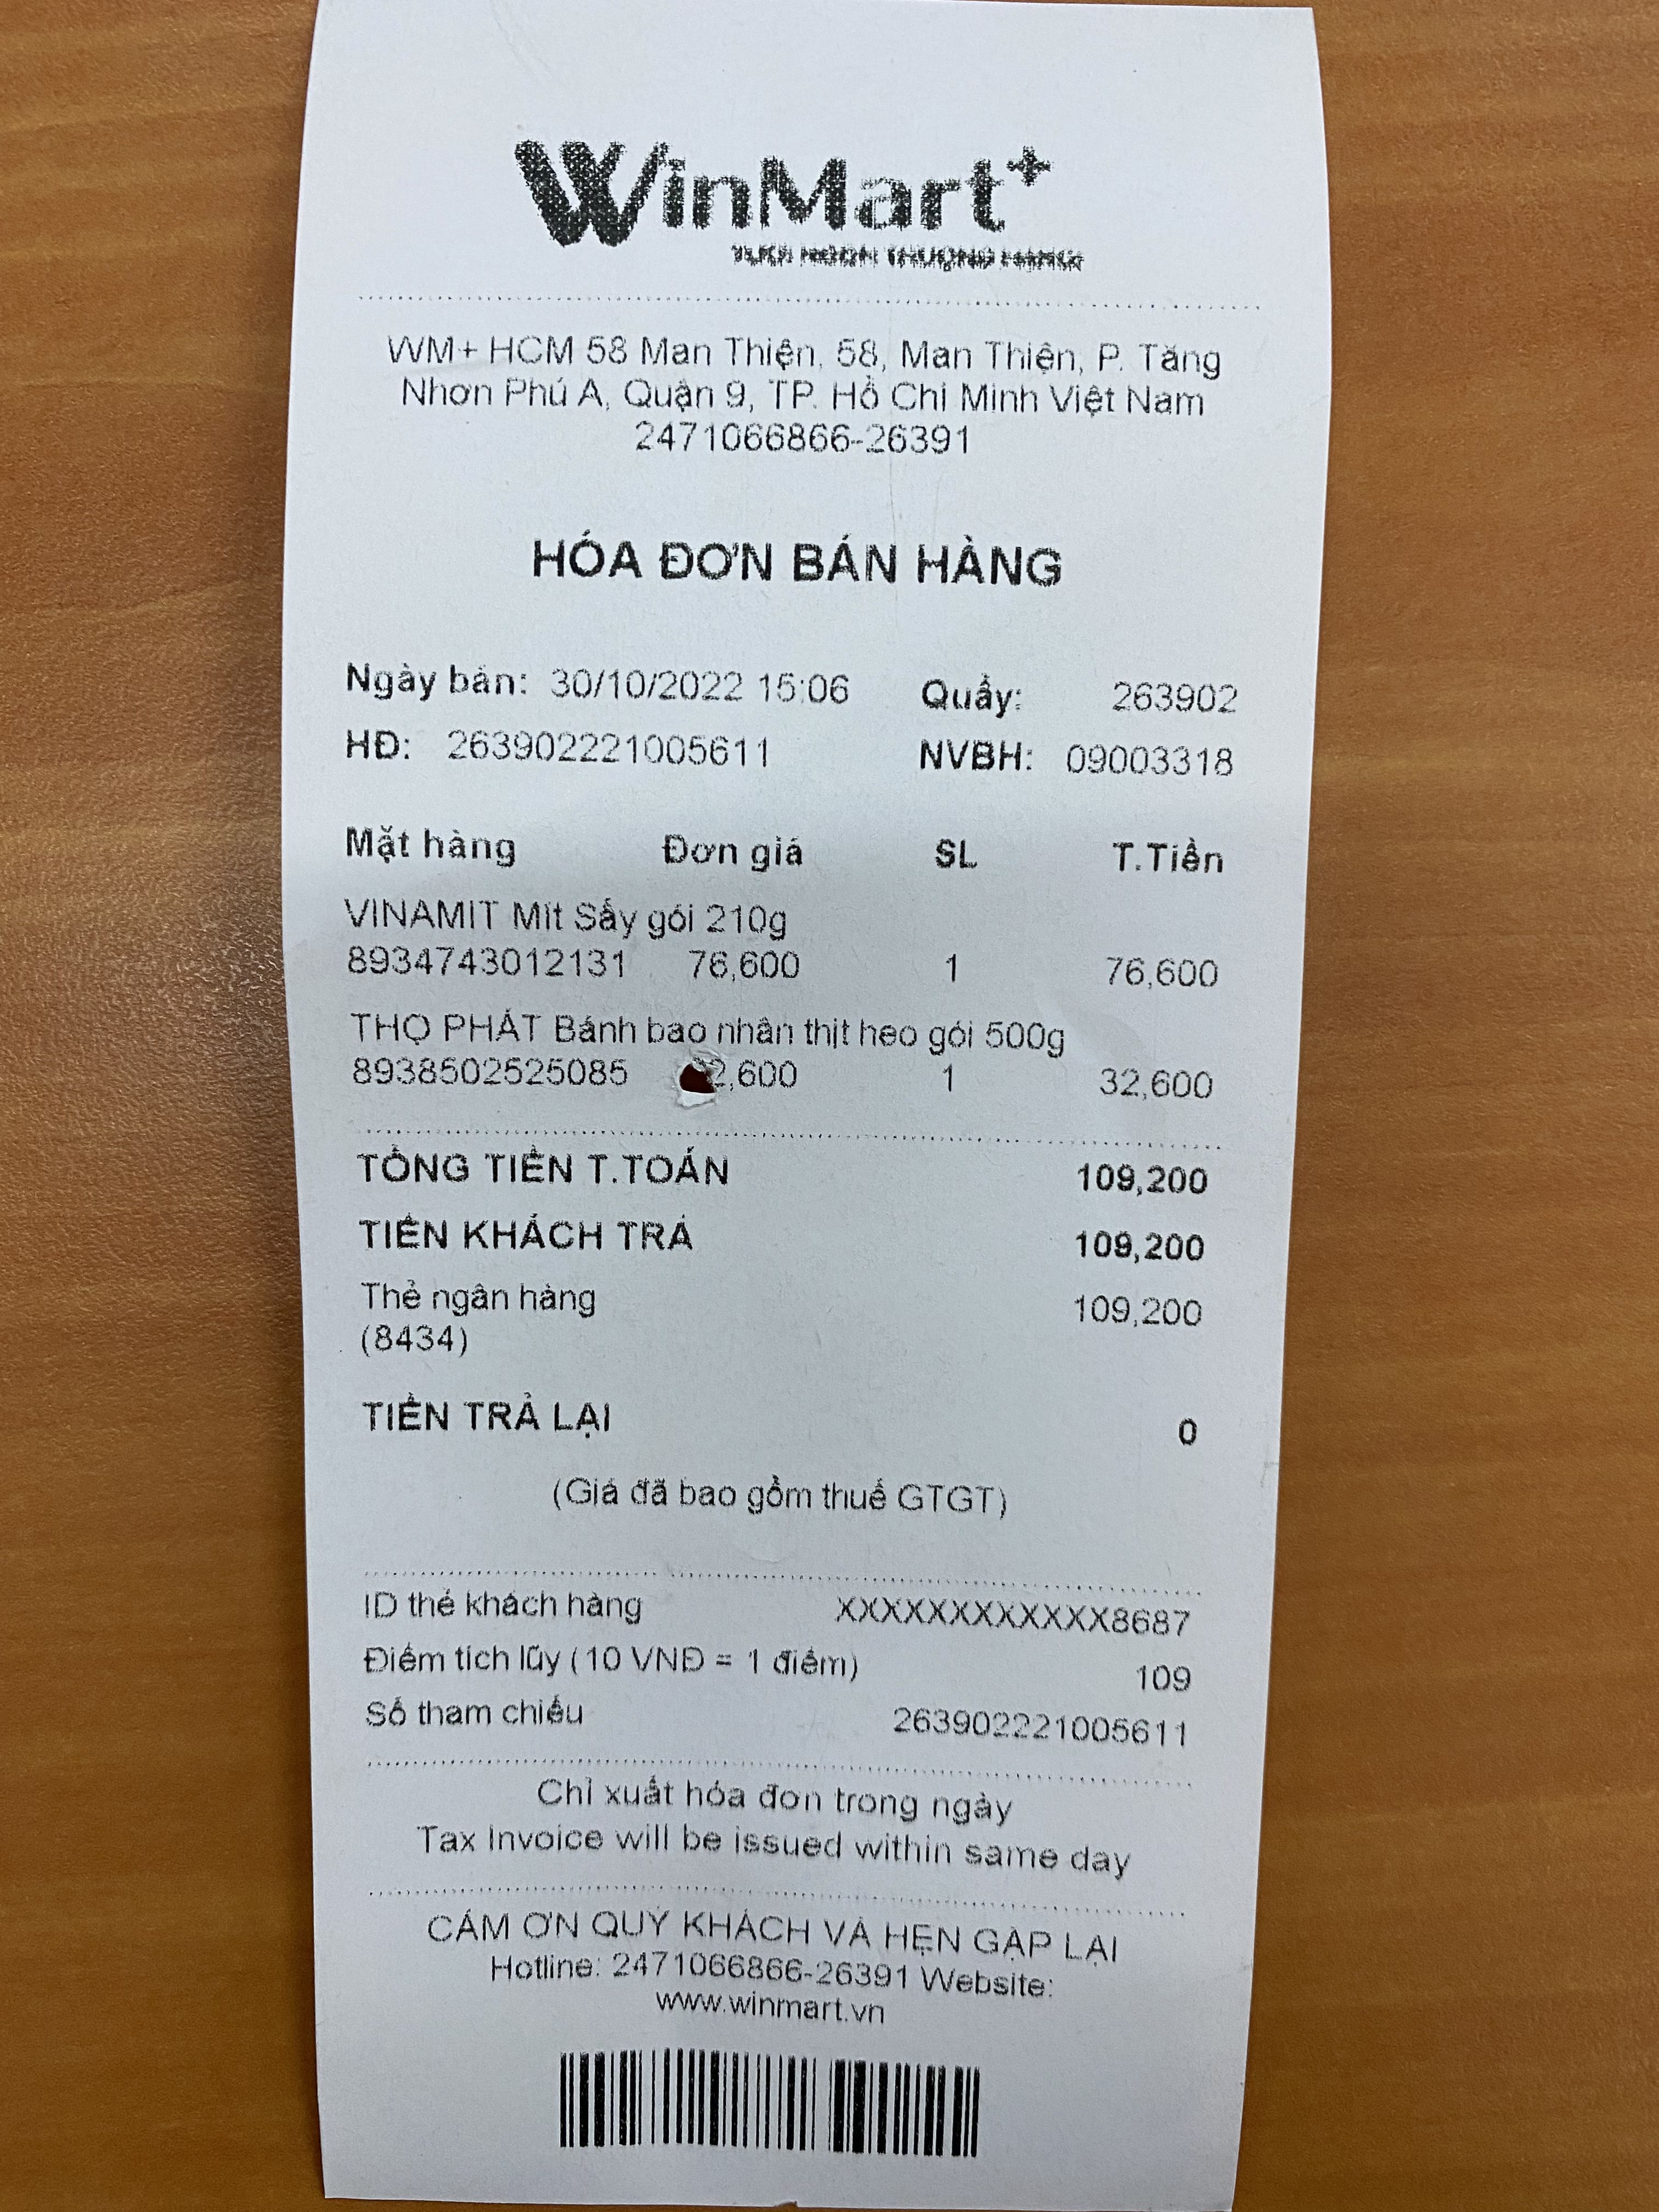 WinMart+
TƯƠI NGON THƯỢNG HẠNG
WM+ HCM 58 Man Thiện, 58, Man Thiện, P. Tăng
Nhơn Phú A, Quận 9, TP. Hồ Chí Minh Việt Nam
2471066866-26391
HÓA ĐƠN BÁN HÀNG
Ngày bán: 30/10/2022 15:06 Quầy: 263902
HĐ: 263902221005611 NVBH: 09003318
Mặt hàng Đơn giá SL T.Tiền
VINAMIT Mít Sấy gói 210g
8934743012131 76,600 1 76,600
THỌ PHÁT Bánh bao nhân thịt heo gói 500g
8938502525085 2,600 1 32,600
TỔNG TIỀN T.TOÁN 109,200
TIỀN KHÁCH TRẢ 109,200
Thẻ ngân hàng 109,200
(8434)
TIỀN TRẢ LẠI 0
(Giá đã bao gồm thuế GTGT)
ID thẻ khách hàng XXXXXXXXXXXX8687
Điểm tích lũy (10 VNĐ = 1 điểm) 109
Số tham chiếu 263902221005611
Chỉ xuất hóa đơn trong ngày
Tax Invoice will be issued within same day
CẢM ƠN QUÝ KHÁCH VÀ HẸN GẶP LẠI
Hotline: 2471066866-26391 Website:
www.winmart.vn